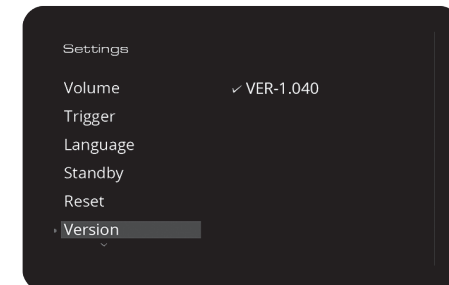 Settings
Volume ✓ VER-1.040
Trigger
Language
Standby
Reset
Version